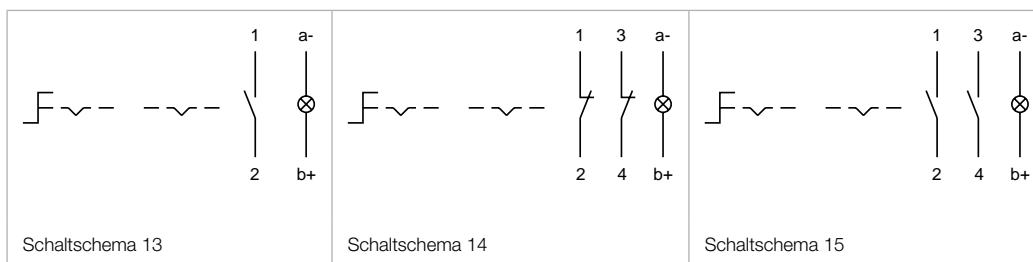 1 a-
2 b+
Schaltschema 13
1 3 a-
2 4 b+
Schaltschema 14
1 3 a-
2 4 b+
Schaltschema 15